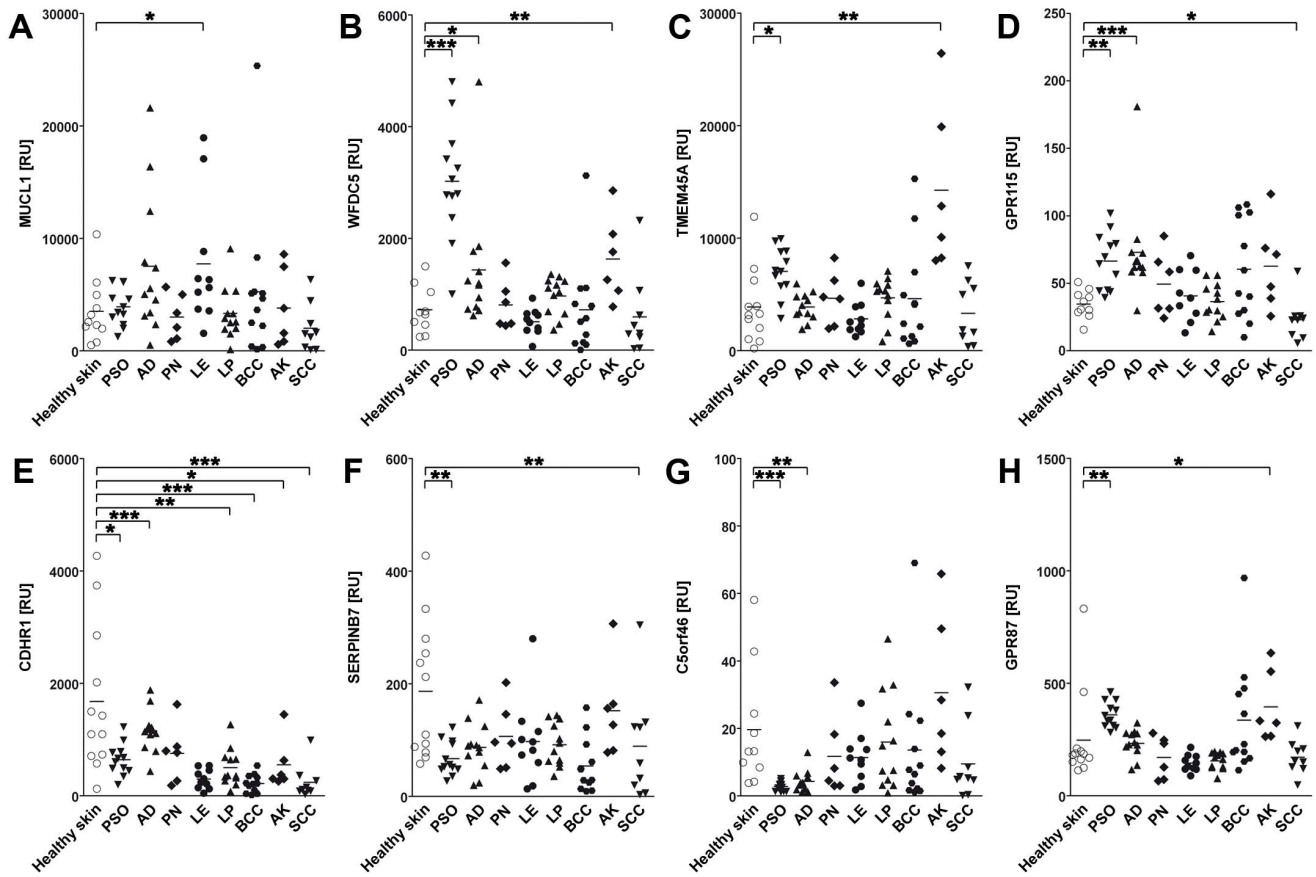 A
MUCL1 [RU]
30000
20000
10000
0
*
Healthy skin
PSO
AD
PN
LE
LP
BCC
AK
SCC
B
WFDC5 [RU]
6000
4000
2000
0
**
*
***
Healthy skin
PSO
AD
PN
LE
LP
BCC
AK
SCC
C
TMEM45A [RU]
30000
20000
10000
0
**
*
Healthy skin
PSO
AD
PN
LE
LP
BCC
AK
SCC
D
GPR115 [RU]
250
200
150
100
50
0
*
***
**
Healthy skin
PSO
AD
PN
LE
LP
BCC
AK
SCC
E
CDHR1 [RU]
6000
4000
2000
0
***
*
***
**
***
*
Healthy skin
PSO
AD
PN
LE
LP
BCC
AK
SCC
F
SERPINB7 [RU]
600
400
200
0
**
**
Healthy skin
PSO
AD
PN
LE
LP
BCC
AK
SCC
G
C5orf46 [RU]
100
80
60
40
20
0
**
***
Healthy skin
PSO
AD
PN
LE
LP
BCC
AK
SCC
H
GPR87 [RU]
1500
1000
500
0
*
**
Healthy skin
PSO
AD
PN
LE
LP
BCC
AK
SCC